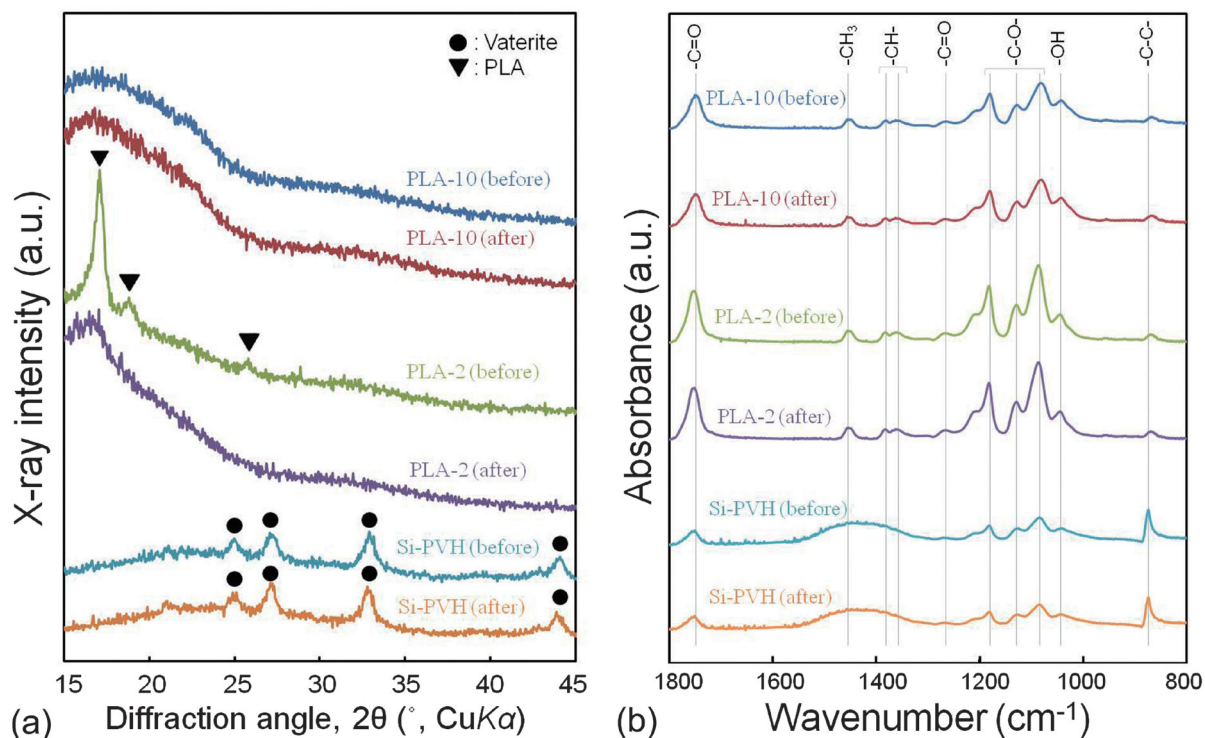 ● : Vaterite
▼ : PLA
PLA-10 (before)
PLA-10 (after)
PLA-2 (before)
PLA-2 (after)
Si-PVH (before)
Si-PVH (after)
X-ray intensity (a.u.)
15 20 25 30 35 40 45
(a) Diffraction angle, 2θ (°, CuKα)
-C=O
-CH3
-CH-
-C=O
-C-O-
-OH
-C-C-
PLA-10 (before)
PLA-10 (after)
PLA-2 (before)
PLA-2 (after)
Si-PVH (before)
Si-PVH (after)
Absorbance (a.u.)
1800 1600 1400 1200 1000 800
(b) Wavenumber (cm⁻¹)